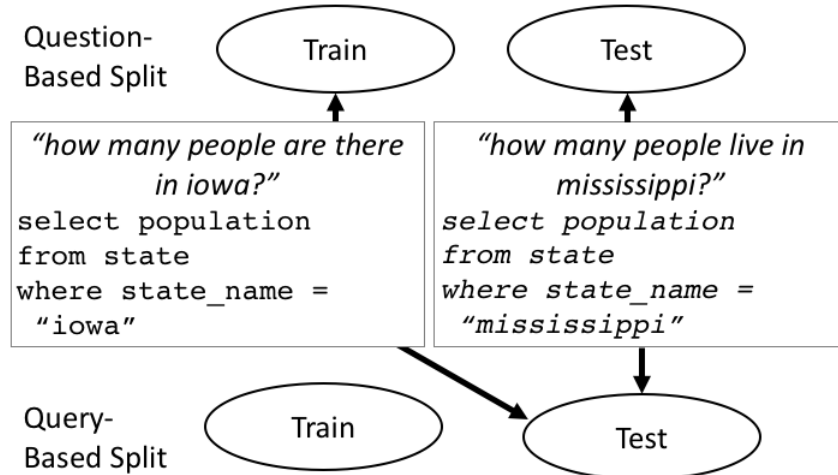 Question-
Based Split
Train
Test
“how many people are there
in iowa?”
select population
from state
where state_name =
“iowa”
“how many people live in
mississippi?”
select population
from state
where state_name =
“mississippi”
Query-
Based Split
Train
Test